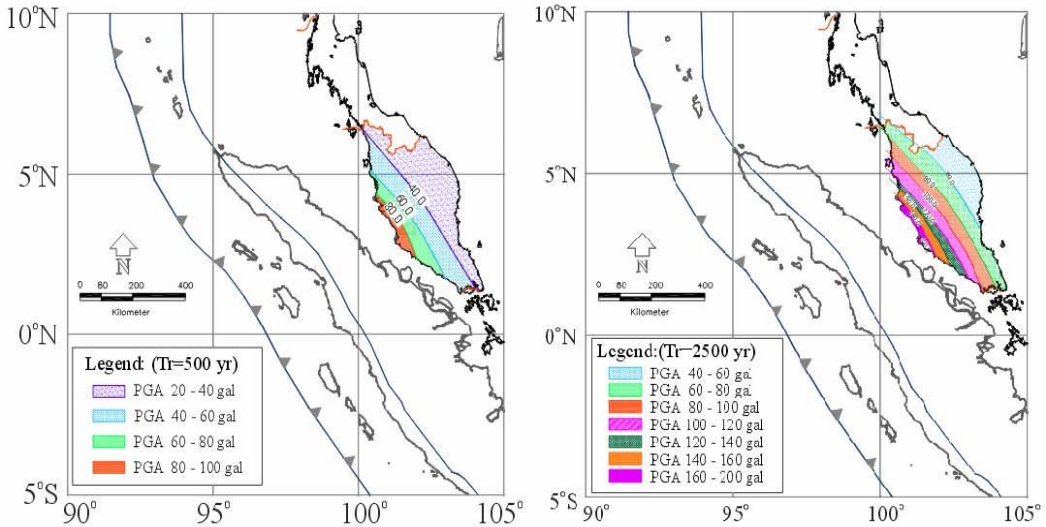 10°N
5°N
0°N
5°S
90°
95°
100°
105°
N
0 80 200 400
Kilometer
40.0
60.0
80.0
Legend: (Tr=500 yr)
PGA 20 - 40 gal
PGA 40 - 60 gal
PGA 60 - 80 gal
PGA 80 - 100 gal
10°N
5°N
0°N
5°S
90°
95°
100°
105°
N
0 80 200 400
Kilometer
Legend:(Tr=2500 yr)
PGA 40 - 60 gal
PGA 60 - 80 gal
PGA 80 - 100 gal
PGA 100 - 120 gal
PGA 120 - 140 gal
PGA 140 - 160 gal
PGA 160 - 200 gal